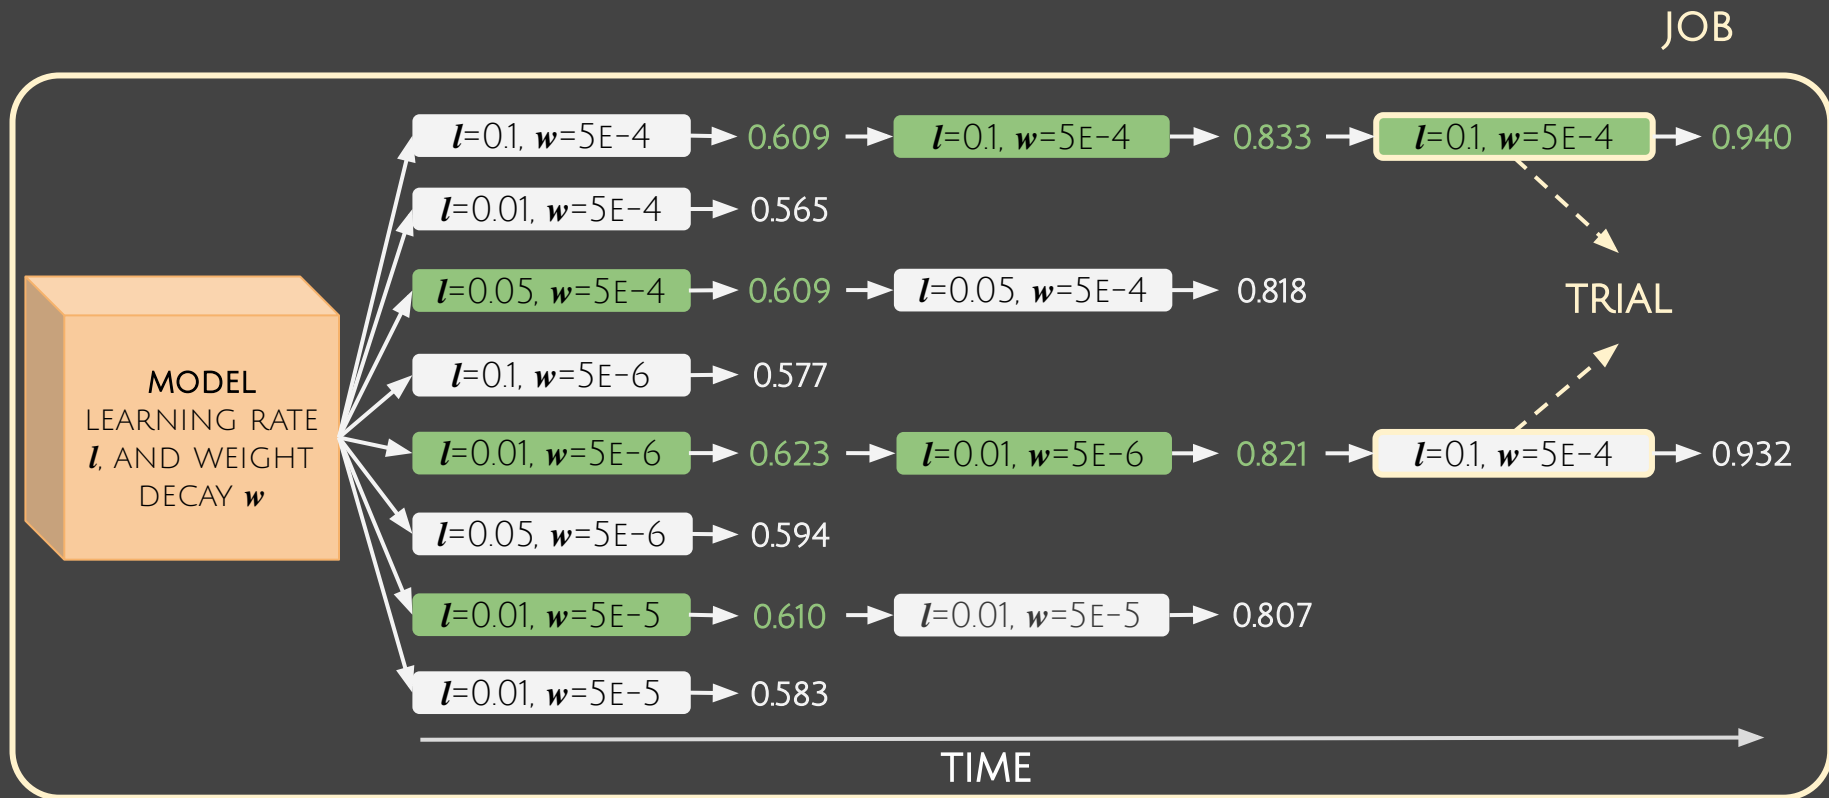 JOB
l=0.1, w=5E-4 0.609 l=0.1, w=5E-4 0.833 l=0.1, w=5E-4 0.940
l=0.01, w=5E-4 0.565
l=0.05, w=5E-4 0.609 l=0.05, w=5E-4 0.818
TRIAL
l=0.1, w=5E-6 0.577
MODEL
LEARNING RATE
l, AND WEIGHT
DECAY w
l=0.01, w=5E-6 0.623 l=0.01, w=5E-6 0.821 l=0.1, w=5E-4 0.932
l=0.05, w=5E-6 0.594
l=0.01, w=5E-5 0.610 l=0.01, w=5E-5 0.807
l=0.01, w=5E-5 0.583
TIME